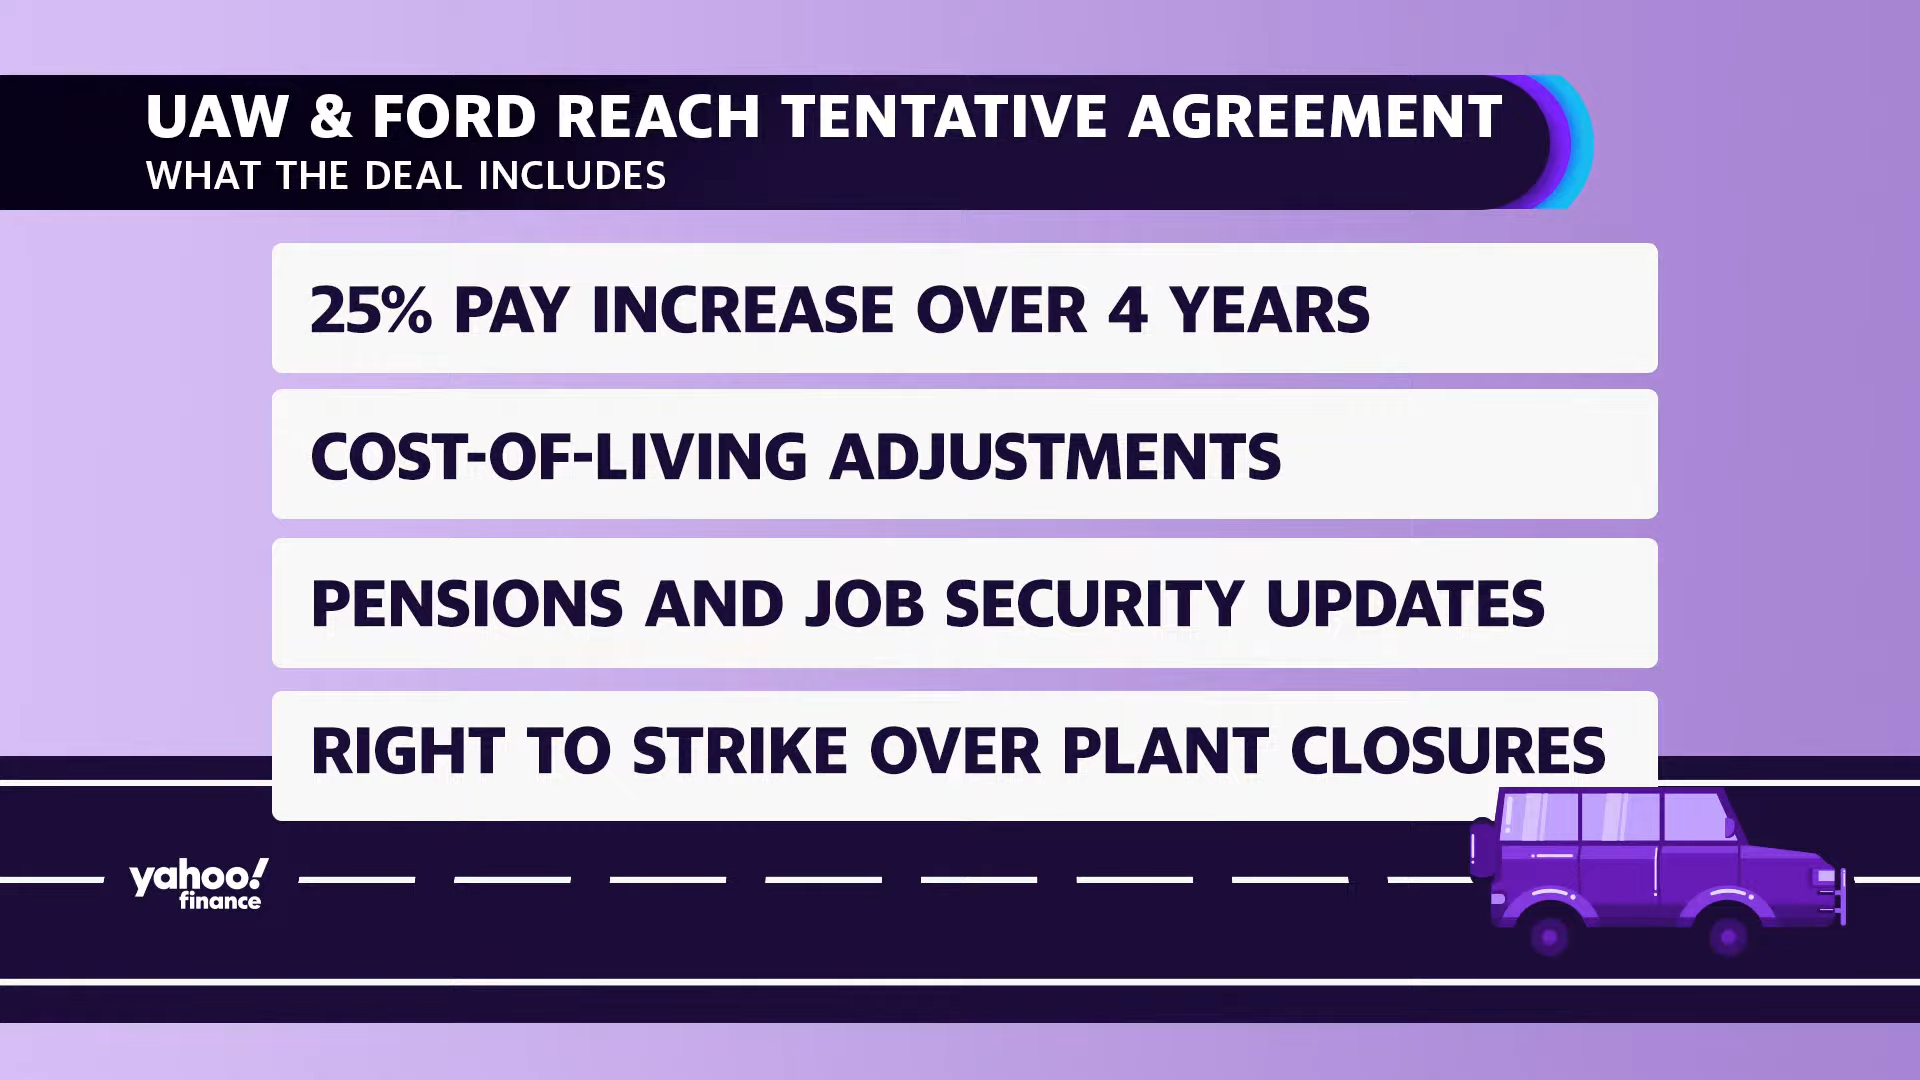 UAW & FORD REACH TENTATIVE AGREEMENT
WHAT THE DEAL INCLUDES
25% PAY INCREASE OVER 4 YEARS
COST-OF-LIVING ADJUSTMENTS
PENSIONS AND JOB SECURITY UPDATES
RIGHT TO STRIKE OVER PLANT CLOSURES
yahoo!
finance